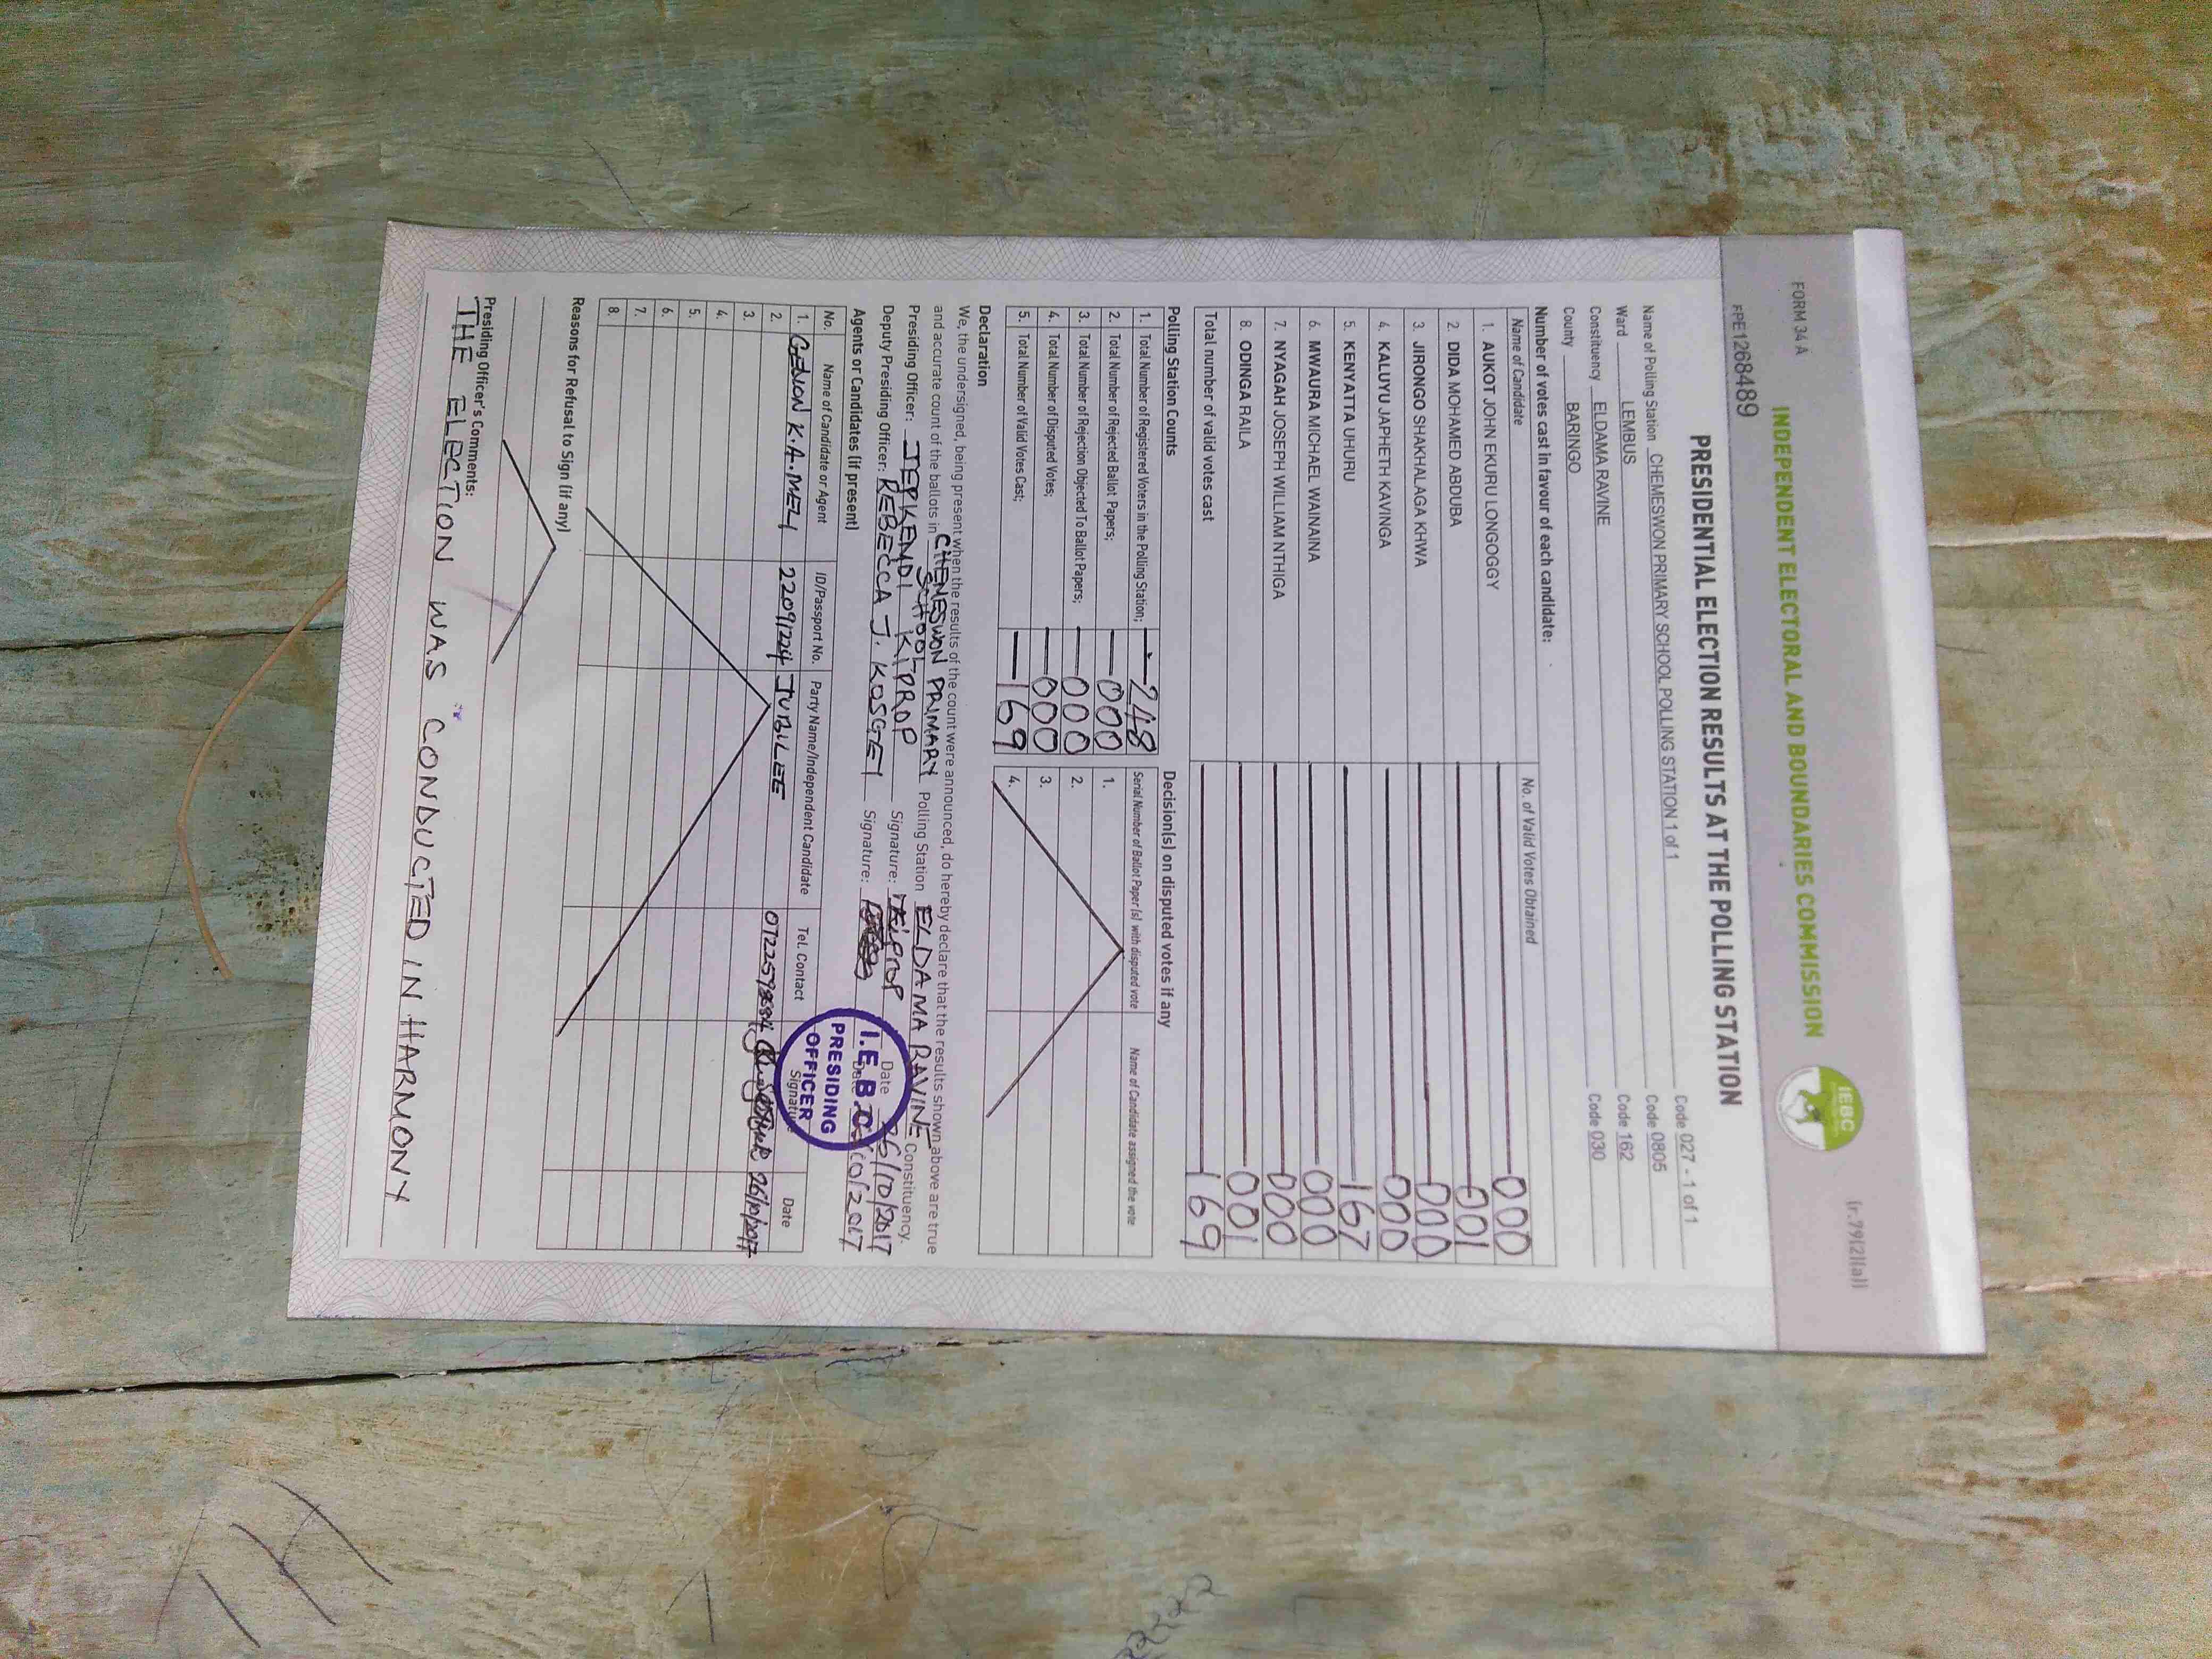 FORM 34 A
(r.79(2)(a))
INDEPENDENT ELECTORAL AND BOUNDARIES COMMISSION
IEBC
FPE1268489
PRESIDENTIAL ELECTION RESULTS AT THE POLLING STATION
Name of Polling Station CHEMESWON PRIMARY SCHOOL POLLING STATION 1 of 1 Code 027 - 1 of 1
Ward LEMBUS Code 0805
Constituency ELDAMA RAVINE Code 162
County BARINGO Code 030
Number of votes cast in favour of each candidate:
Name of Candidate No. of Valid Votes Obtained
1. AUKOT JOHN EKURU LONGOGGY 000
2. DIDA MOHAMED ABDUBA 001
3. JIRONGO SHAKHALAGA KHWA 000
4. KALUYU JAPHETH KAVINGA 000
5. KENYATTA UHURU 167
6. MWAURA MICHAEL WAINAINA 000
7. NYAGAH JOSEPH WILLIAM NTHIGA 000
8. ODINGA RAILA 001
Total number of valid votes cast 169
Polling Station Counts
1. Total Number of Registered Voters in the Polling Station; 248
2. Total Number of Rejected Ballot Papers; 000
3. Total Number of Rejection Objected To Ballot Papers; 000
4. Total Number of Disputed Votes; 000
5. Total Number of Valid Votes Cast; 169
Decision(s) on disputed votes if any
Serial Number of Ballot Paper (s) with disputed vote Name of Candidate assigned the vote
1.
2.
3.
4.
Declaration
We, the undersigned, being present when the results of the count were announced, do hereby declare that the results shown above are true
and accurate count of the ballots in CHEMESWON PRIMARY SCHOOL Polling Station ELDAMA RAVINE Constituency.
Presiding Officer: JEPKENDI KIPROP Signature: Kiprop Date 26/10/2017
Deputy Presiding Officer: REBECCA J. KOSGEI Signature: Date /10/2017
I.E.B.C
PRESIDING
OFFICER
Agents or Candidates (if present)
No. Name of Candidate or Agent ID/Passport No. Party Name/Independent Candidate Tel. Contact Signature Date
1. K.A. MELI 22091224 JUBILEE 26/10/2017
2.
3.
4.
5.
6.
7.
8.
Reasons for Refusal to Sign (if any)
Presiding Officer's Comments:
THE ELECTION WAS CONDUCTED IN HARMONY